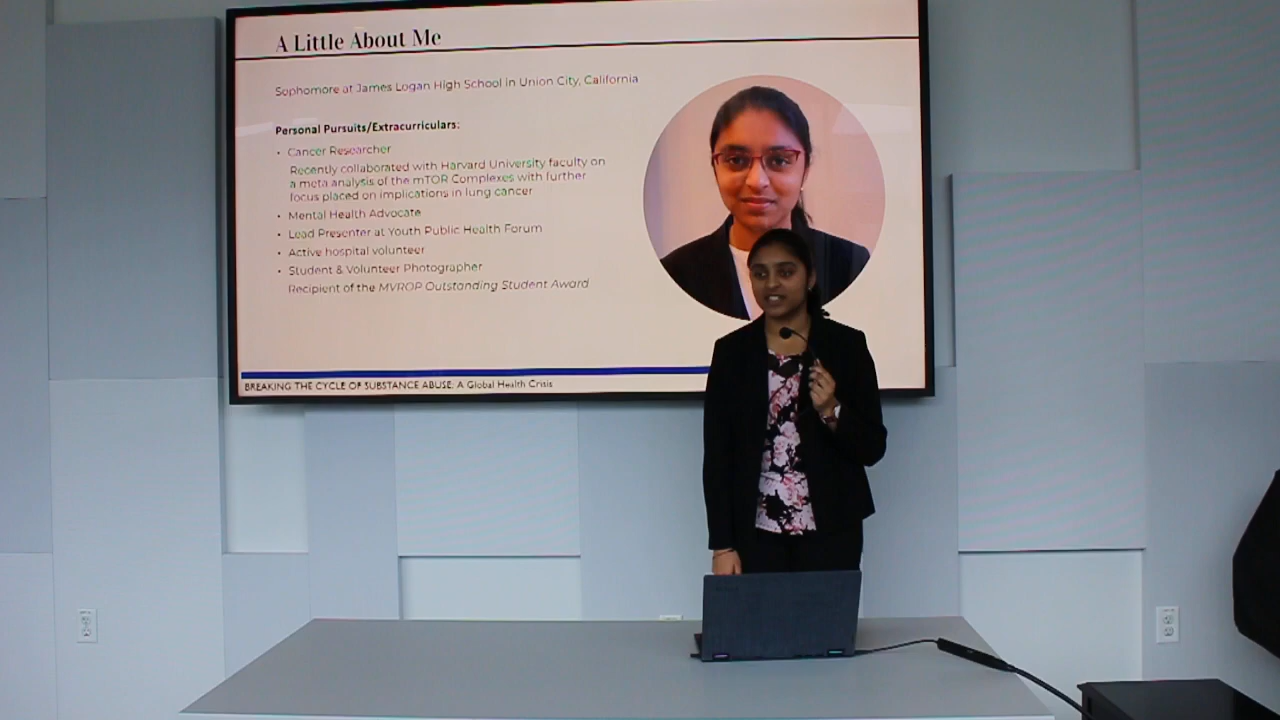 A Little About Me
Sophomore at James Logan High School in Union City, California
Personal Pursuits/Extracurriculars:
• Cancer Researcher
Recently collaborated with Harvard University faculty on
a meta analysis of the mTOR Complexes with further
focus placed on implications in lung cancer
• Mental Health Advocate
• Lead Presenter at Youth Public Health Forum
• Active hospital volunteer
• Student & Volunteer Photographer
Recipient of the MVROP Outstanding Student Award
BREAKING THE CYCLE OF SUBSTANCE ABUSE: A Global Health Crisis